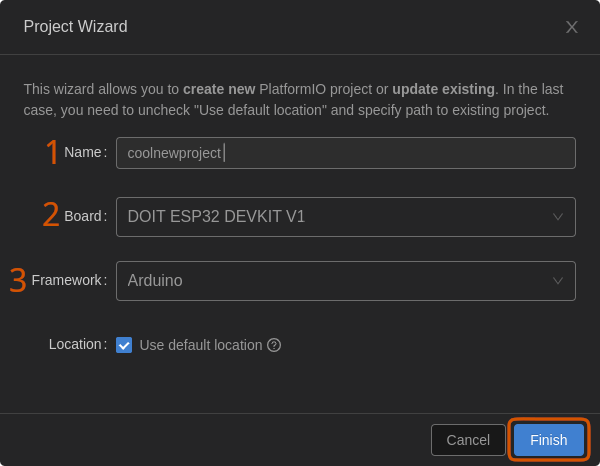 Project Wizard
This wizard allows you to create new PlatformIO project or update existing. In the last
case, you need to uncheck "Use default location" and specify path to existing project.
1 Name: coolnewproject
2 Board: DOIT ESP32 DEVKIT V1
3 Framework: Arduino
Location: Use default location ?
Cancel Finish